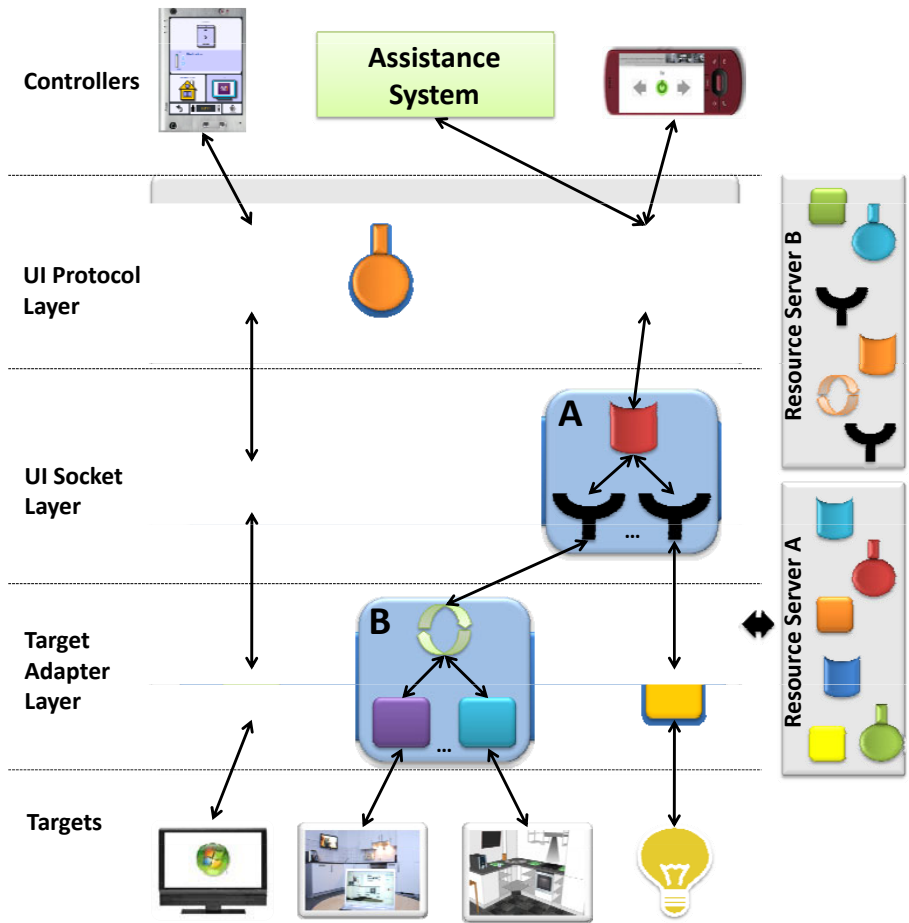 Controllers
Assistance
System
UI Protocol
Layer
Resource Server B
A
UI Socket
Layer
...
Resource Server A
B
Target
Adapter
Layer
...
Targets